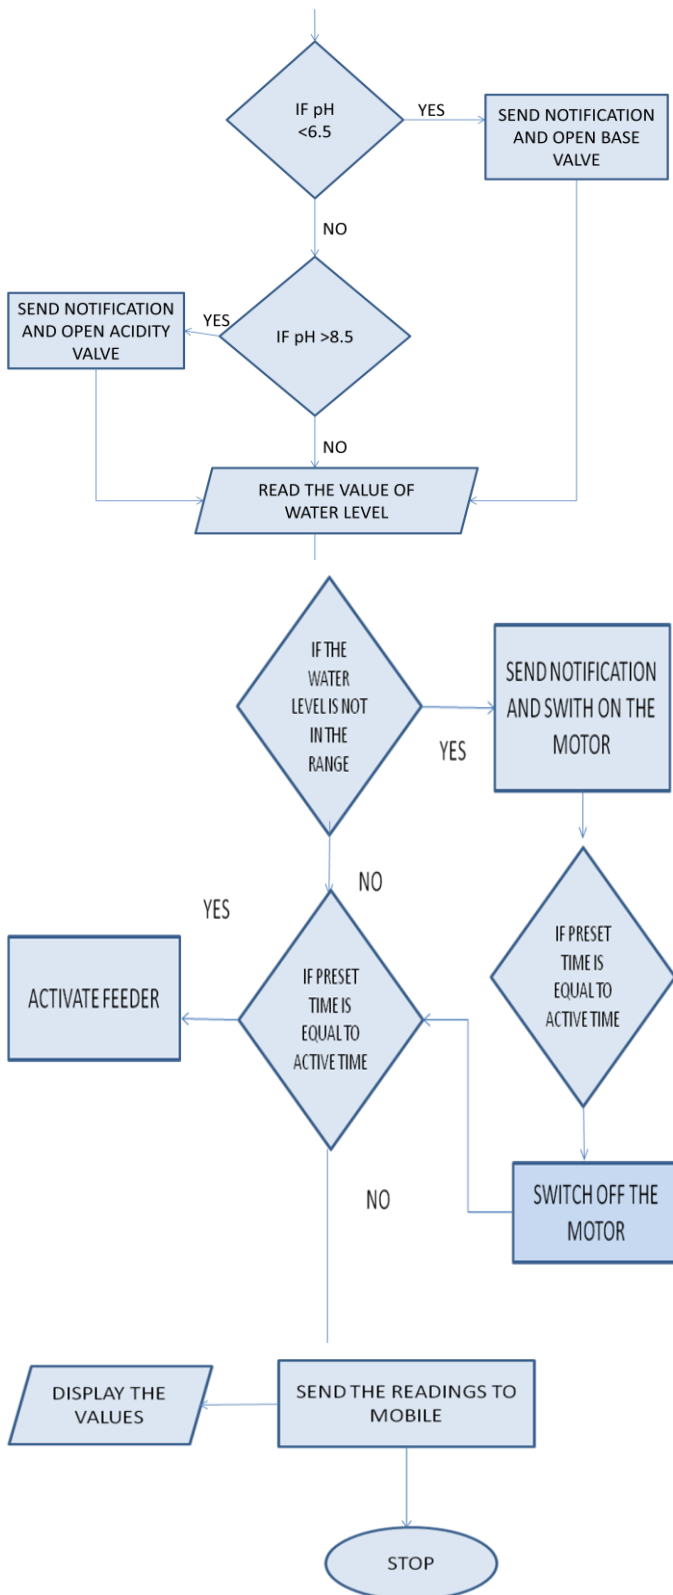 IF pH
<6.5
YES
SEND NOTIFICATION
AND OPEN BASE
VALVE
NO
SEND NOTIFICATION
AND OPEN ACIDITY
VALVE
YES
IF pH >8.5
NO
READ THE VALUE OF
WATER LEVEL
IF THE
WATER
LEVEL IS NOT
IN THE
RANGE
YES
SEND NOTIFICATION
AND SWITH ON THE
MOTOR
NO
YES
IF PRESET
TIME IS
EQUAL TO
ACTIVE TIME
ACTIVATE FEEDER
IF PRESET
TIME IS
EQUAL TO
ACTIVE TIME
NO
SWITCH OFF THE
MOTOR
DISPLAY THE
VALUES
SEND THE READINGS TO
MOBILE
STOP